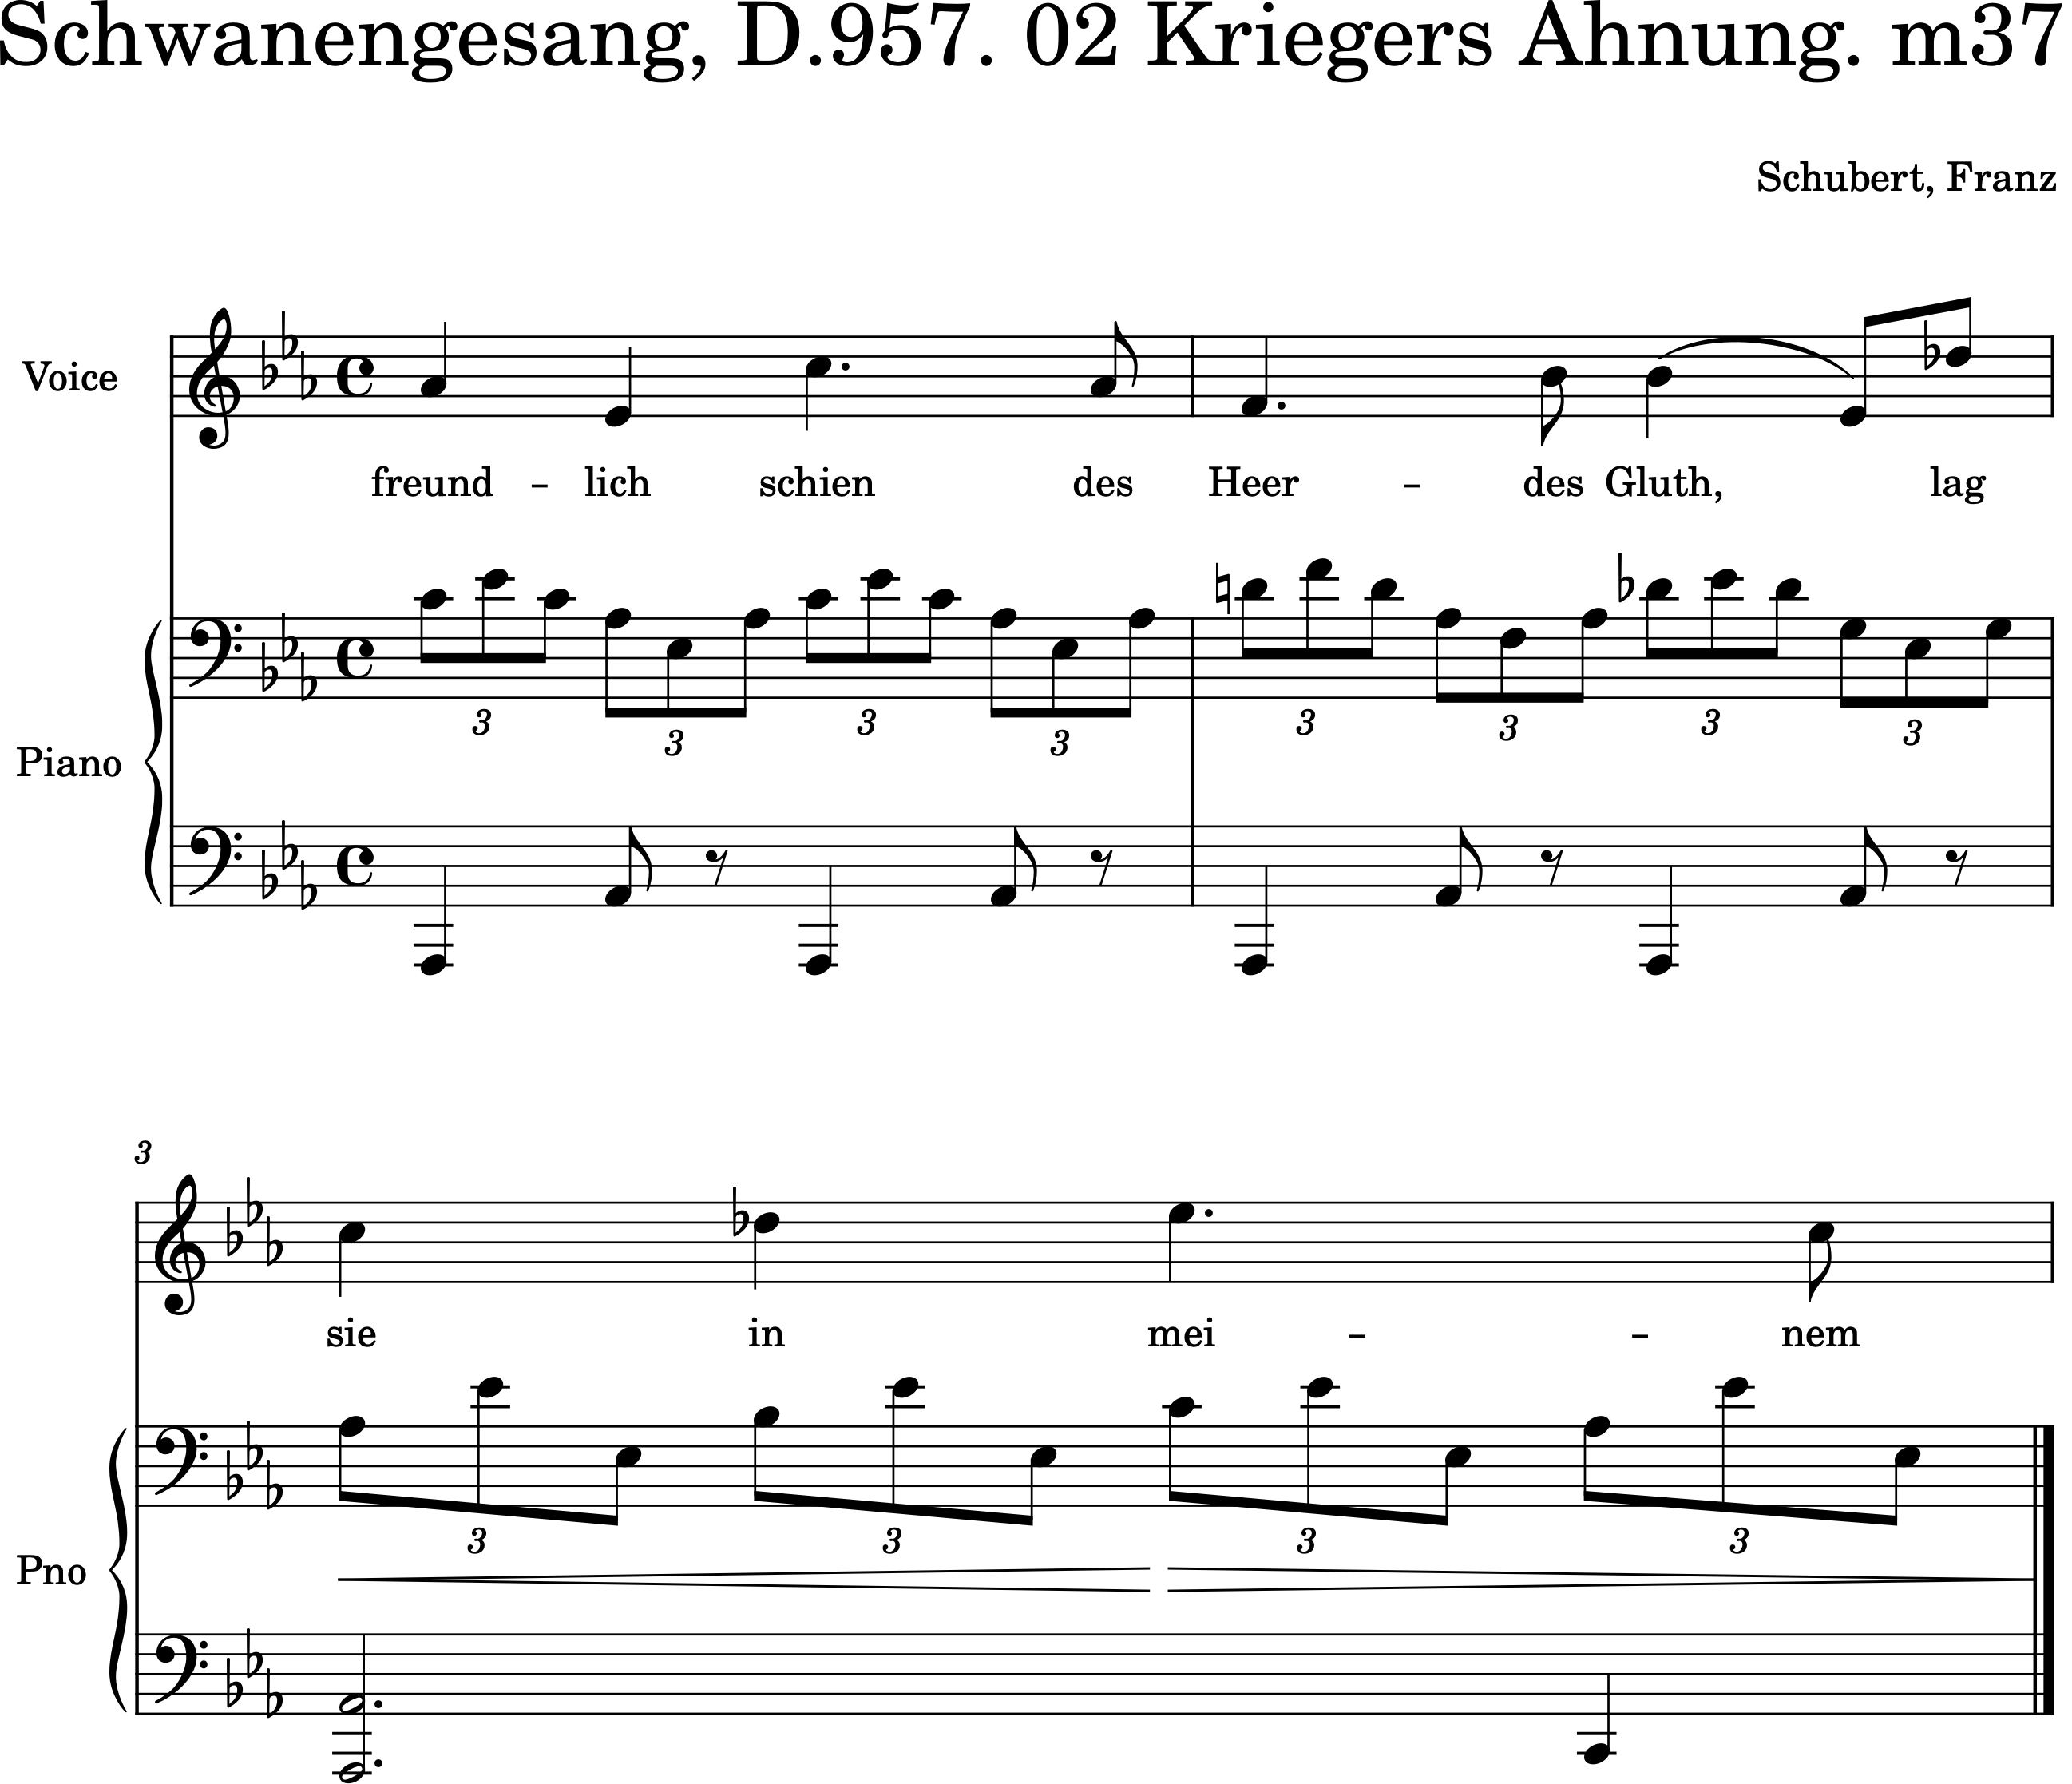 Schwanengesang, D.957. 02 Kriegers Ahnung. m37
Schubert, Franz
Voice
freund – lich schien des Heer – des Gluth, lag
3 3 3 3 3 3 3 3
Piano
3
sie in mei – – nem
3 3 3 3
Pno